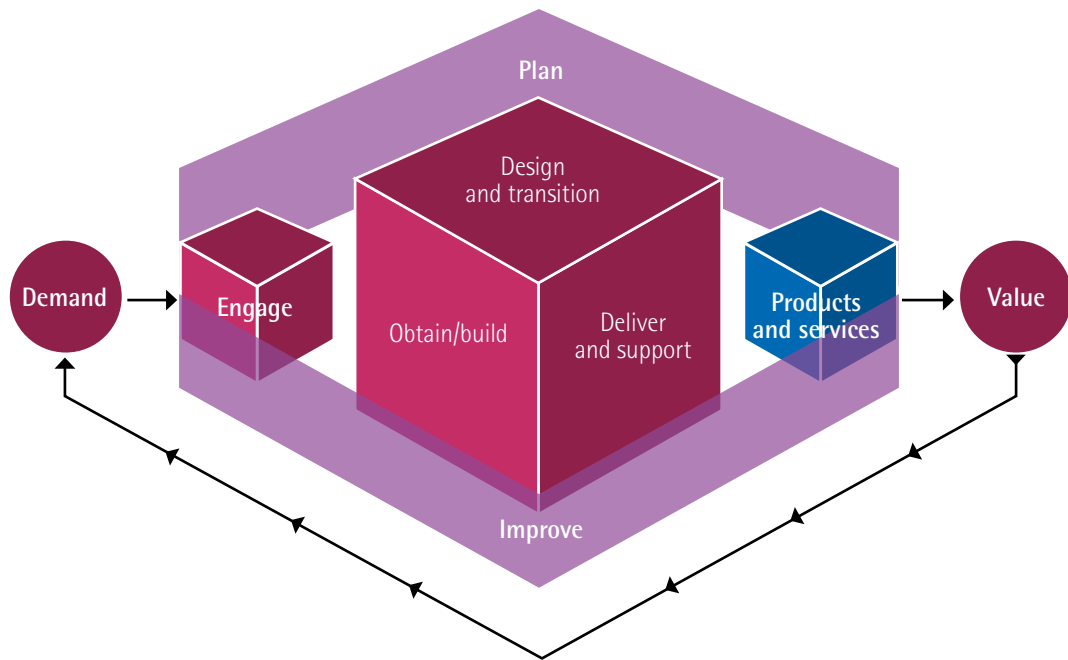 Plan
Design
and transition
Demand
Engage
Obtain/build
Deliver
and support
Products
and services
Value
Improve